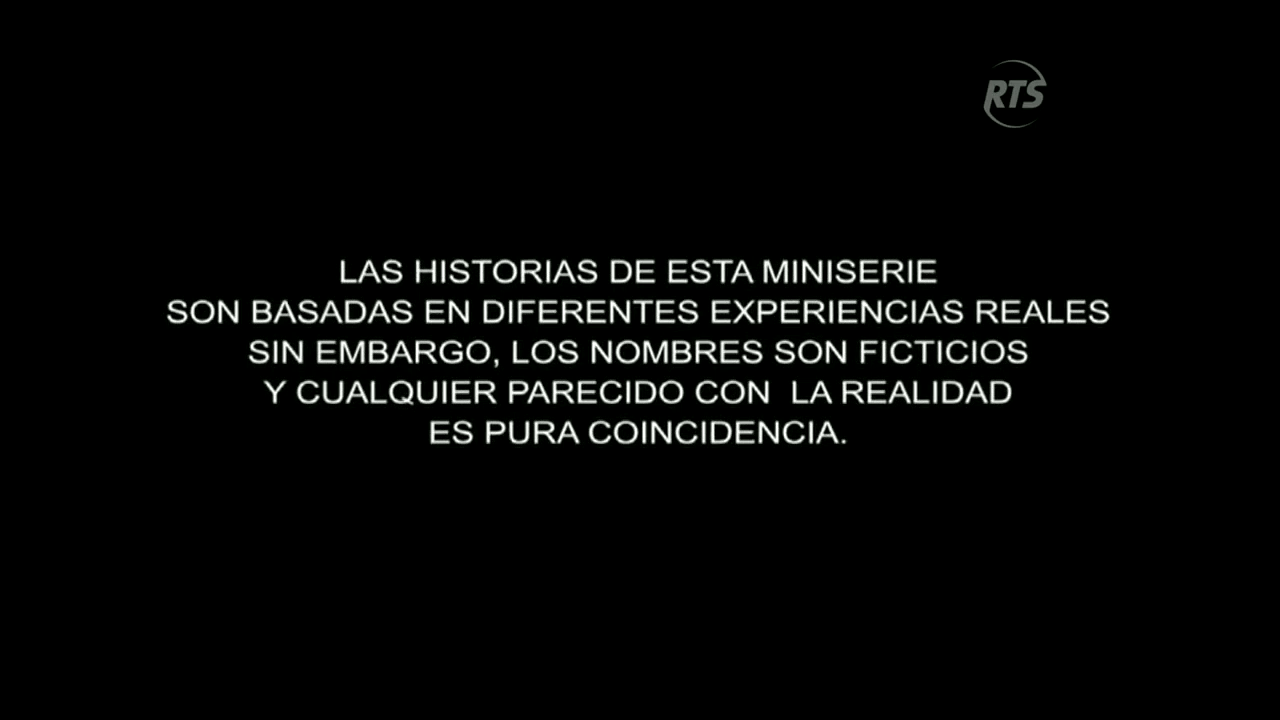 RTS
LAS HISTORIAS DE ESTA MINISERIE
SON BASADAS EN DIFERENTES EXPERIENCIAS REALES
SIN EMBARGO, LOS NOMBRES SON FICTICIOS
Y CUALQUIER PARECIDO CON  LA REALIDAD
ES PURA COINCIDENCIA.